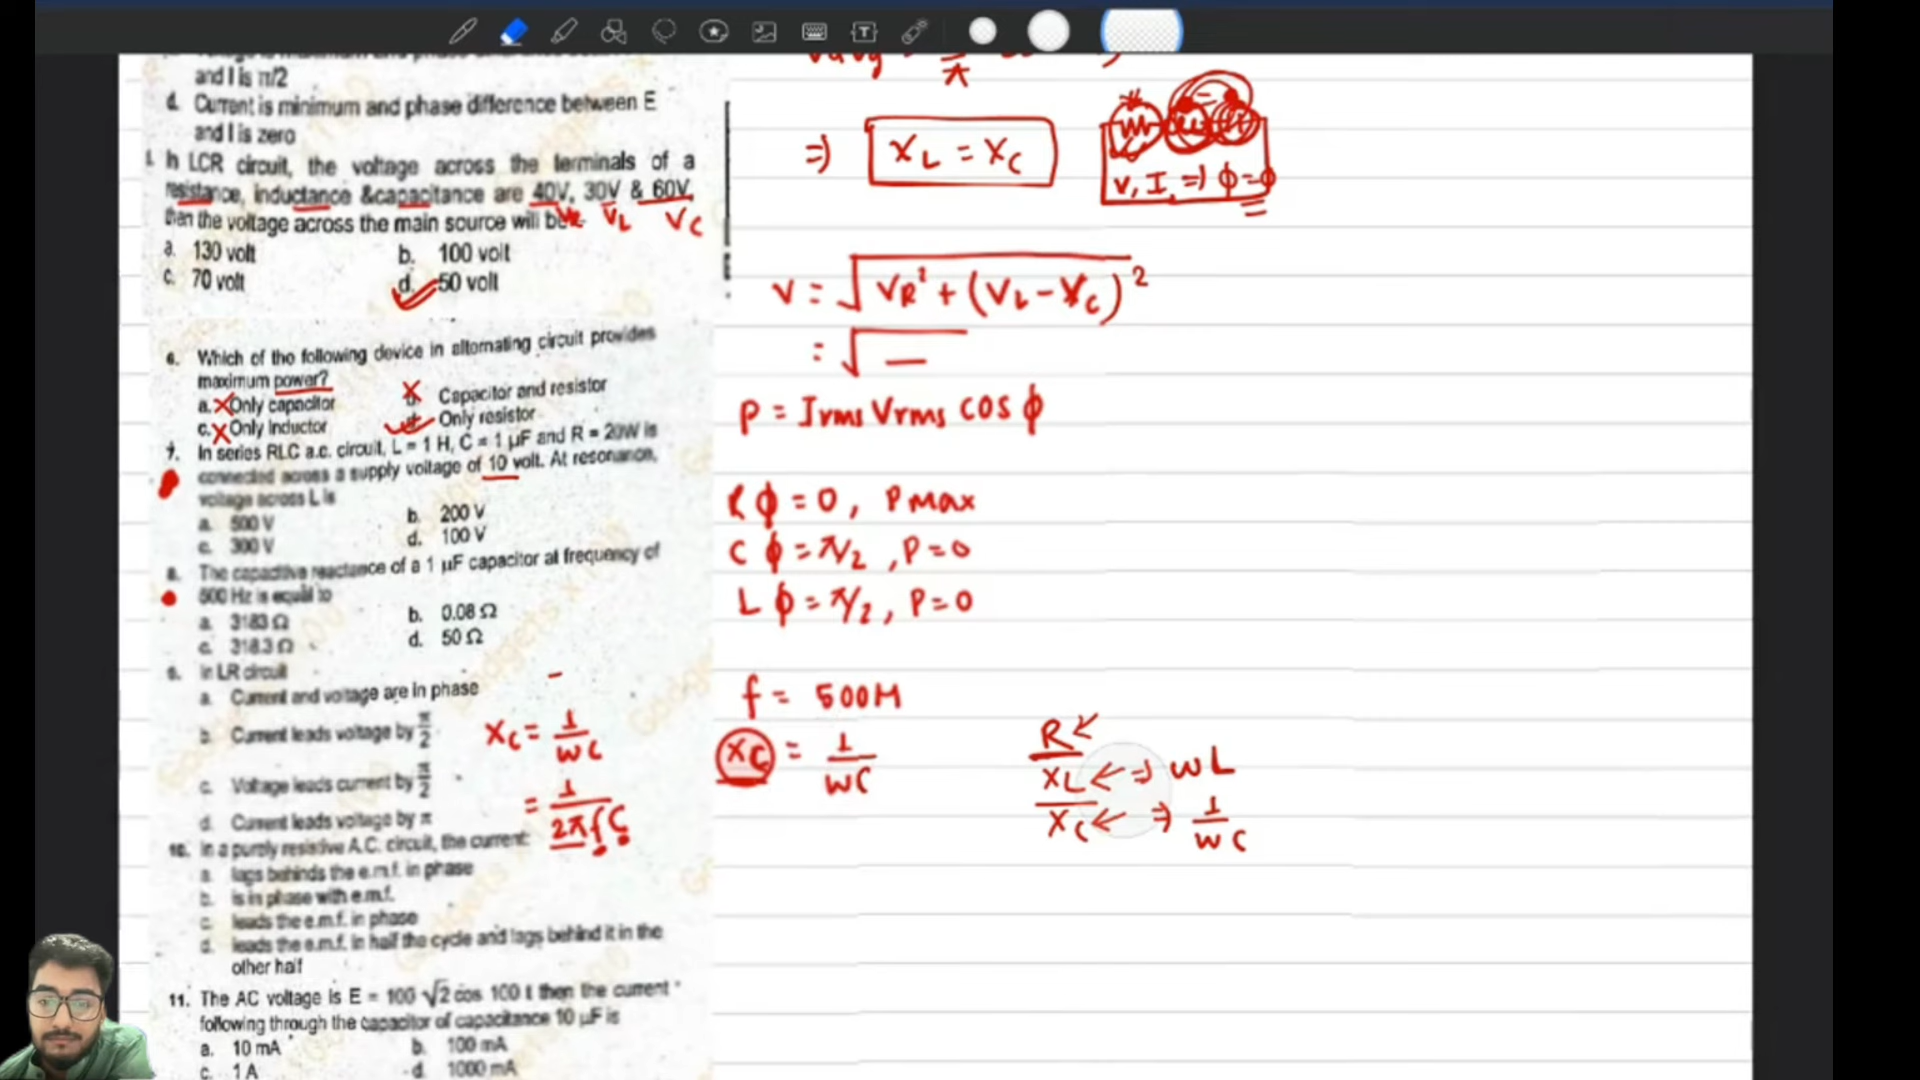 and I is π/2
d. Current is minimum and phase difference between E
and I is zero
In LCR circuit, the voltage across the terminals of a
resistance, inductance &capacitance are 40V, 30V & 60V,
then the voltage across the main source will be
VL VC
a. 130 volt b. 100 volt
c. 70 volt d. 50 volt
6. Which of the following device in alternating circuit provides
maximum power?
a. Only capacitor Capacitor and resistor
c. Only Inductor Only resistor
7. In series RLC a.c. circuit, L = 1 H, C = 1 μF and R = 20W is
connected across a supply voltage of 10 volt. At resonance,
voltage across L is
a. 500 V b. 200 V
c. 300 V d. 100 V
8. The capacitive reactance of a 1 μF capacitor at frequency of
500 Hz is equal to
a. 3183 Ω b. 0.08 Ω
c. 318.3 Ω d. 50 Ω
9. In LR circuit
a. Current and voltage are in phase
b. Current leads voltage by π/2
c. Voltage leads current by π/2
d. Current leads voltage by π
XC = 1/WC
= 1/2πfC
10. In a purely resistive A.C. circuit, the current:
a. lags behinds the e.m.f. in phase
b. is in phase with e.m.f.
c. leads the e.m.f. in phase
d. leads the e.m.f. in half the cycle and lags behind it in the
other half
11. The AC voltage is E = 100 √2 cos 100 t then the current
following through the capacitor of capacitance 10 μF is
a. 10 mA b. 100 mA
c. 1 A d. 1000 mA
=) XL = XC
V, I, =) ϕ=0
V = √VR² + (VL - VC)²
= √
P = Irms Vrms COS ϕ
R ϕ = 0, P max
C ϕ = π/2, P = 0
L ϕ = π/2, P = 0
f = 500H
XC = 1/WC
R
XL =) WL
XC =) 1/WC